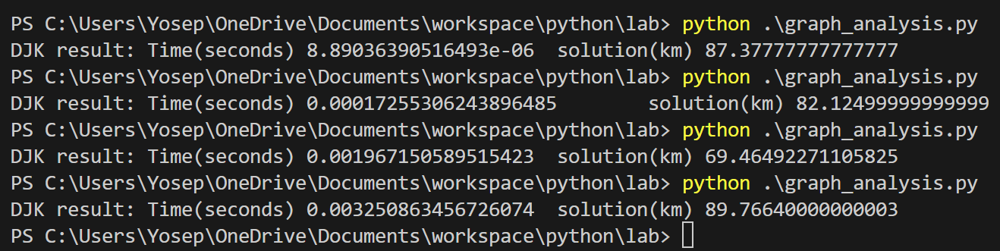 PS C:\Users\Yosep\OneDrive\Documents\workspace\python\lab> python .\graph_analysis.py
DJK result: Time(seconds) 8.89036390516493e-06  solution(km) 87.37777777777777
PS C:\Users\Yosep\OneDrive\Documents\workspace\python\lab> python .\graph_analysis.py
DJK result: Time(seconds) 0.00017255306243896485        solution(km) 82.12499999999999
PS C:\Users\Yosep\OneDrive\Documents\workspace\python\lab> python .\graph_analysis.py
DJK result: Time(seconds) 0.001967150589515423  solution(km) 69.46492271105825
PS C:\Users\Yosep\OneDrive\Documents\workspace\python\lab> python .\graph_analysis.py
DJK result: Time(seconds) 0.003250863456726074  solution(km) 89.76640000000003
PS C:\Users\Yosep\OneDrive\Documents\workspace\python\lab>